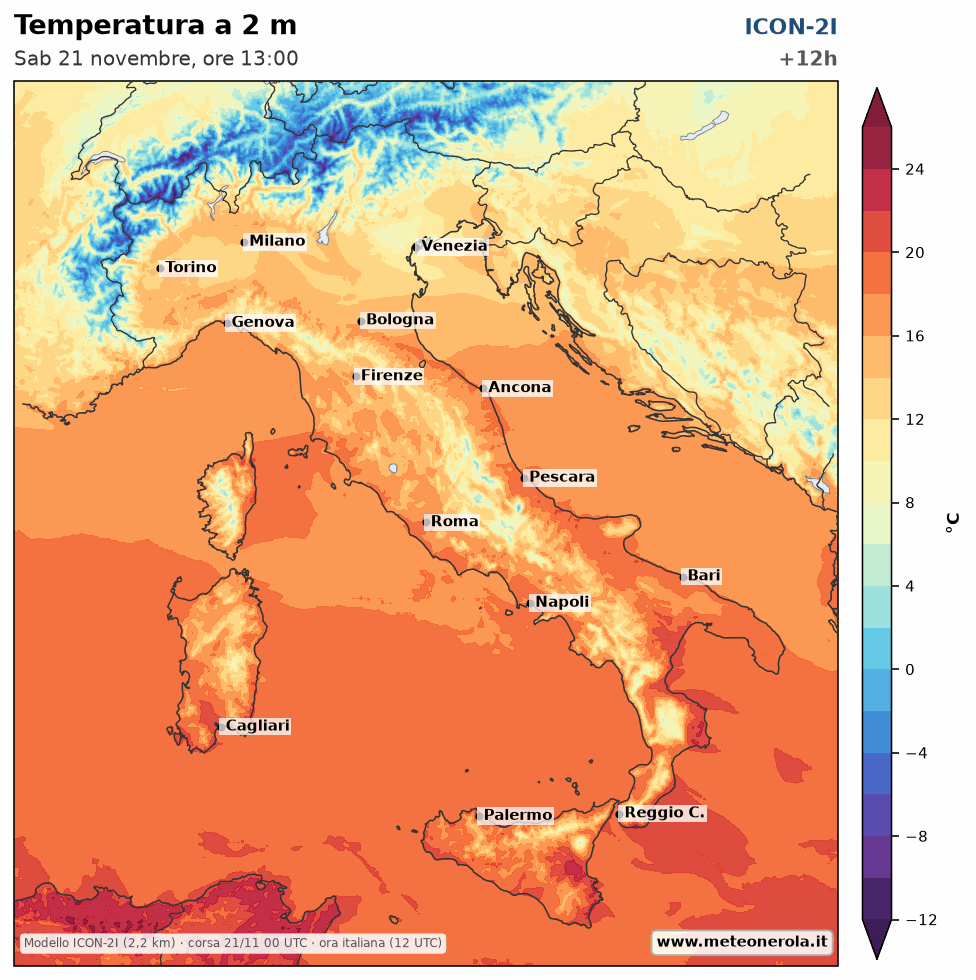 Temperatura a 2 m
ICON-2I
Sab 21 novembre, ore 13:00
+12h
Milano
Venezia
Torino
Genova
Bologna
Firenze
Ancona
Pescara
Roma
Bari
Napoli
Cagliari
Palermo
Reggio C.
24
20
16
12
8
4
0
−4
−8
−12
°C
Modello ICON-2I (2,2 km) · corsa 21/11 00 UTC · ora italiana (12 UTC)
www.meteonerola.it